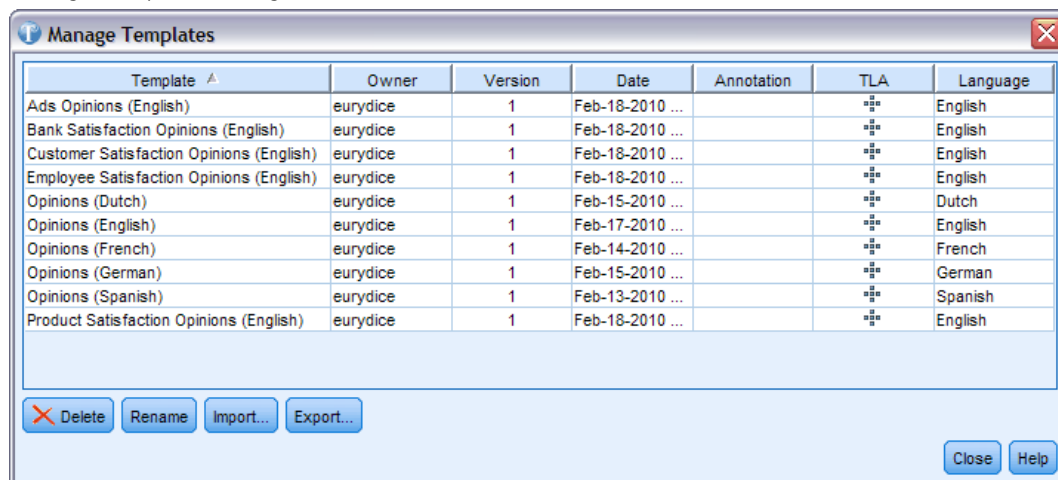 Manage Templates
Template Owner Version Date Annotation TLA Language
Ads Opinions (English) eurydice 1 Feb-18-2010 ... English
Bank Satisfaction Opinions (English) eurydice 1 Feb-18-2010 ... English
Customer Satisfaction Opinions (English) eurydice 1 Feb-18-2010 ... English
Employee Satisfaction Opinions (English) eurydice 1 Feb-18-2010 ... English
Opinions (Dutch) eurydice 1 Feb-15-2010 ... Dutch
Opinions (English) eurydice 1 Feb-17-2010 ... English
Opinions (French) eurydice 1 Feb-14-2010 ... French
Opinions (German) eurydice 1 Feb-15-2010 ... German
Opinions (Spanish) eurydice 1 Feb-13-2010 ... Spanish
Product Satisfaction Opinions (English) eurydice 1 Feb-18-2010 ... English
Delete Rename Import... Export...
Close Help